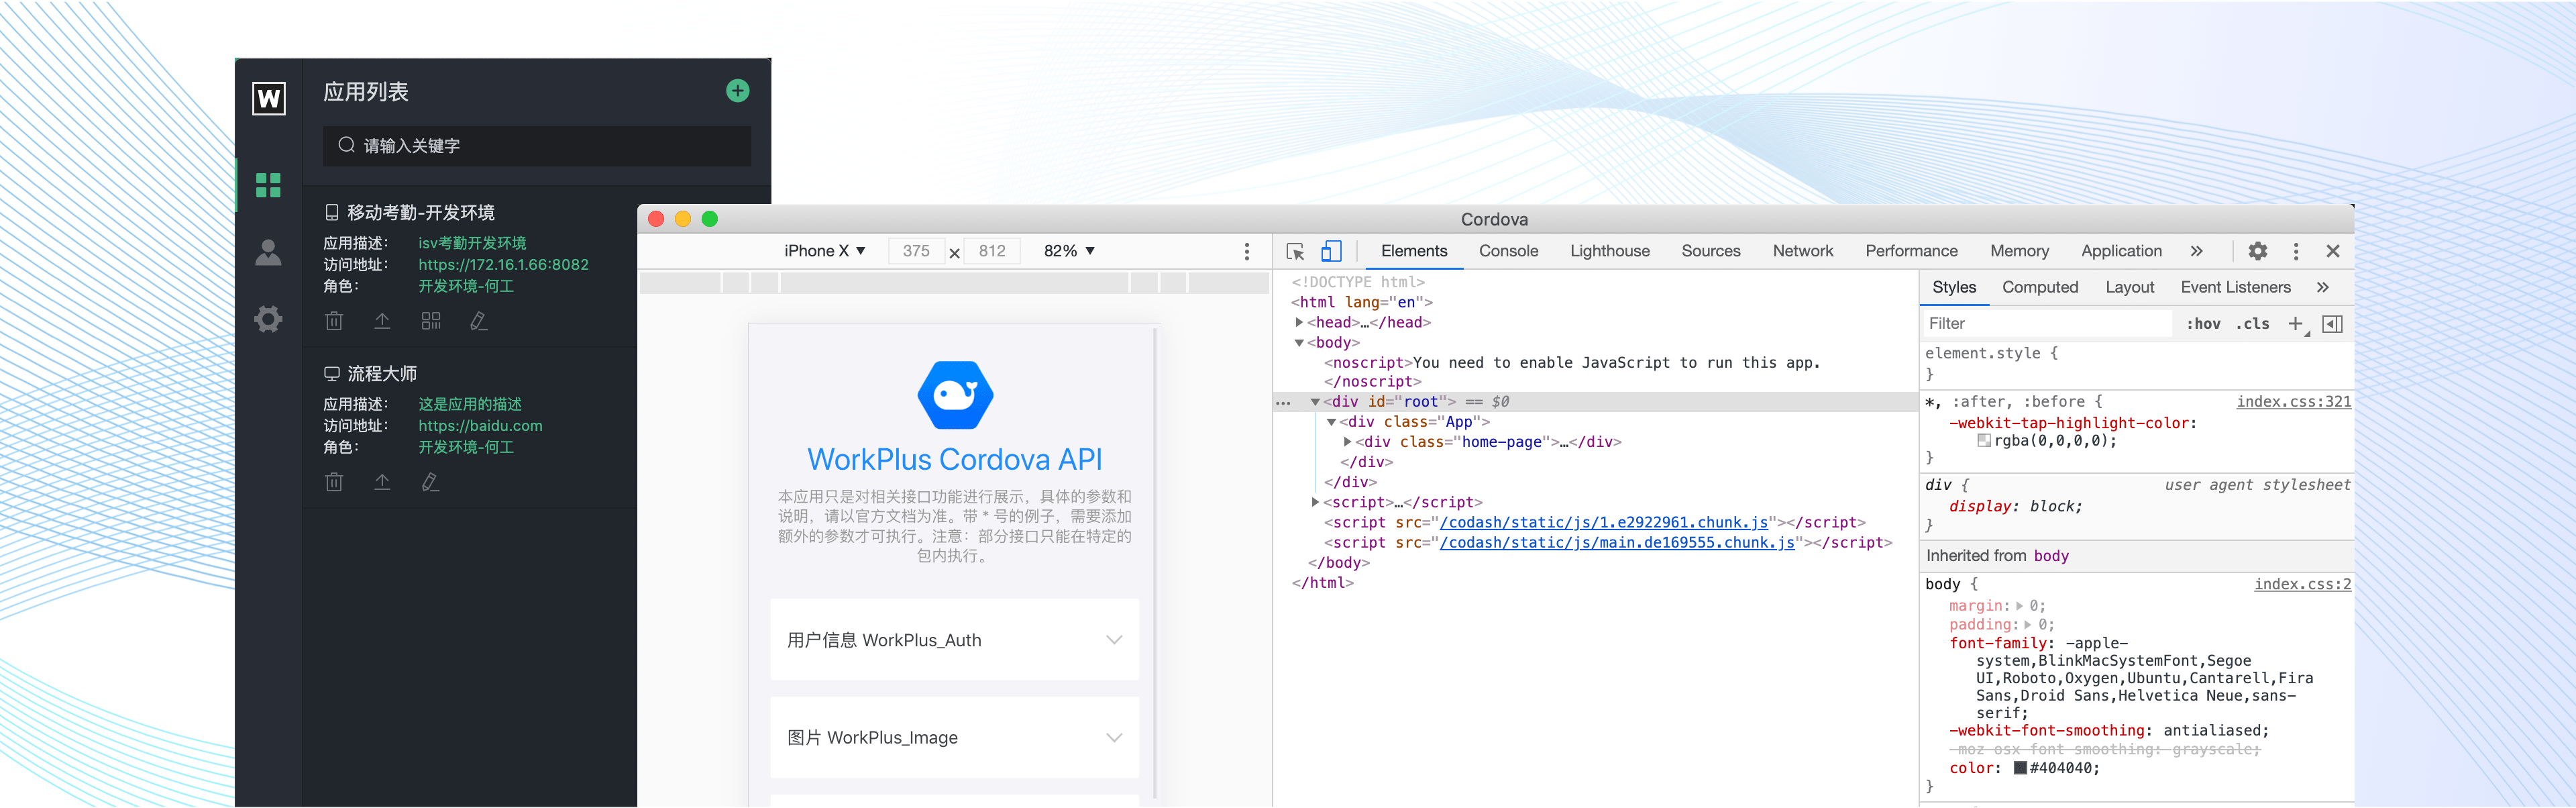 W
应用列表
请输入关键字
移动考勤-开发环境
应用描述： isv考勤开发环境
访问地址： https://172.16.1.66:8082
角色： 开发环境-何工
流程大师
应用描述： 这是应用的描述
访问地址： https://baidu.com
角色： 开发环境-何工
Cordova
iPhone X ▼ 375 × 812 82% ▼
WorkPlus Cordova API
本应用只是对相关接口功能进行展示，具体的参数和
说明，请以官方文档为准。带 * 号的例子，需要添加
额外的参数才可执行。注意：部分接口只能在特定的
包内执行。
用户信息 WorkPlus_Auth
图片 WorkPlus_Image
Elements Console Lighthouse Sources Network Performance Memory Application »
<!DOCTYPE html>
<html lang="en">
▶<head>…</head>
▼<body>
<noscript>You need to enable JavaScript to run this app.
</noscript>
… ▼<div id="root"> == $0
▼<div class="App">
▶<div class="home-page">…</div>
</div>
</div>
▶<script>…</script>
<script src="/codash/static/js/1.e2922961.chunk.js"></script>
<script src="/codash/static/js/main.de169555.chunk.js"></script>
</body>
</html>
Styles Computed Layout Event Listeners »
Filter :hov .cls +
element.style {
}
*, :after, :before { index.css:321
-webkit-tap-highlight-color:
rgba(0,0,0,0);
}
div { user agent stylesheet
display: block;
}
Inherited from body
body { index.css:2
margin:▶ 0;
padding:▶ 0;
font-family: -apple-
system,BlinkMacSystemFont,Segoe
UI,Roboto,Oxygen,Ubuntu,Cantarell,Fira
Sans,Droid Sans,Helvetica Neue,sans-
serif;
-webkit-font-smoothing: antialiased;
-moz-osx-font-smoothing: grayscale;
color: #404040;
}